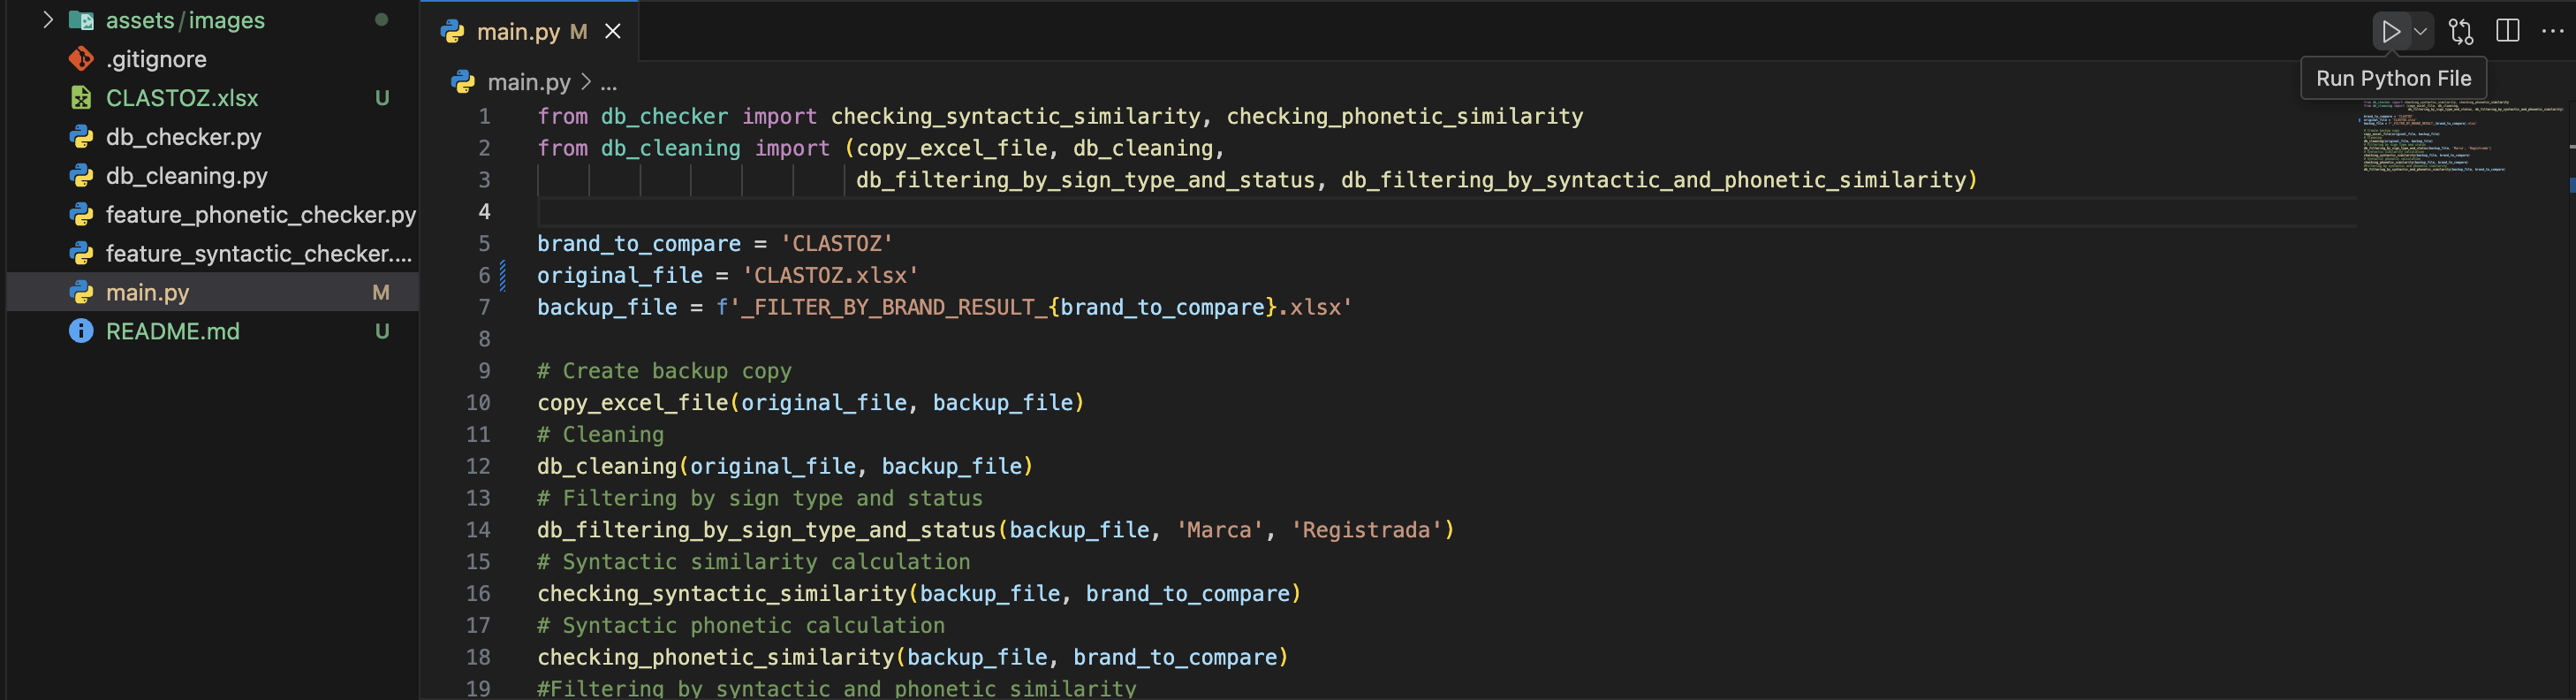 assets/images
.gitignore
CLASTOZ.xlsx U
db_checker.py
db_cleaning.py
feature_phonetic_checker.py
feature_syntactic_checker....
main.py M
README.md U
main.py M
Run Python File
main.py > ...
1 from db_checker import checking_syntactic_similarity, checking_phonetic_similarity
2 from db_cleaning import (copy_excel_file, db_cleaning,
3 db_filtering_by_sign_type_and_status, db_filtering_by_syntactic_and_phonetic_similarity)
4
5 brand_to_compare = 'CLASTOZ'
6 original_file = 'CLASTOZ.xlsx'
7 backup_file = f'_FILTER_BY_BRAND_RESULT_{brand_to_compare}.xlsx'
8
9 # Create backup copy
10 copy_excel_file(original_file, backup_file)
11 # Cleaning
12 db_cleaning(original_file, backup_file)
13 # Filtering by sign type and status
14 db_filtering_by_sign_type_and_status(backup_file, 'Marca', 'Registrada')
15 # Syntactic similarity calculation
16 checking_syntactic_similarity(backup_file, brand_to_compare)
17 # Syntactic phonetic calculation
18 checking_phonetic_similarity(backup_file, brand_to_compare)
19 #Filtering by syntactic and phonetic similarity